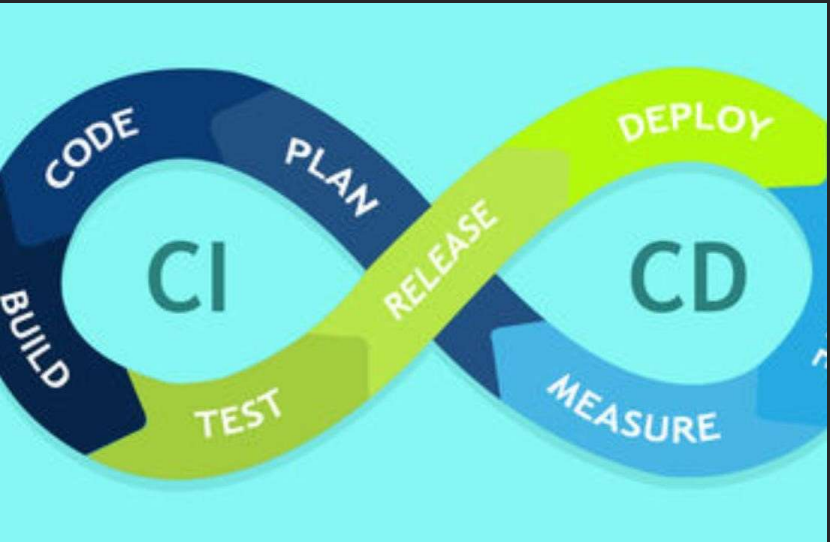 CODE
PLAN
DEPLOY
CI
CD
RELEASE
BUILD
TEST
MEASURE